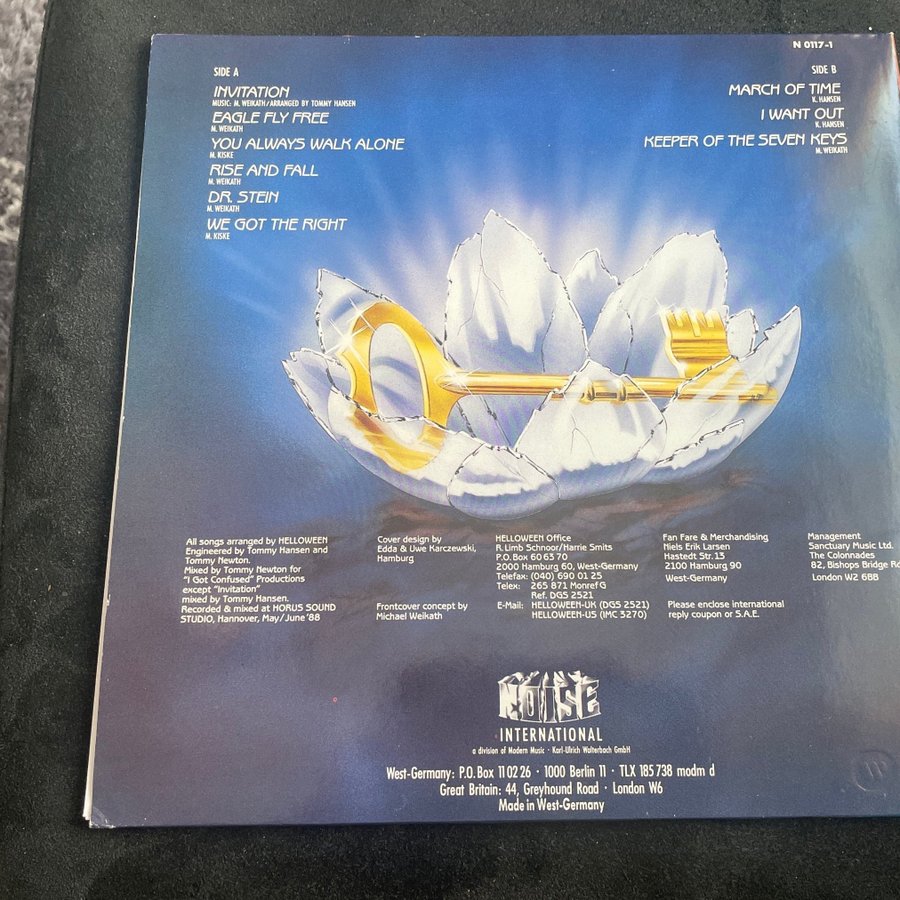 N 0117-1
SIDE A
INVITATION
MUSIC: M. WEIKATH/ARRANGED BY TOMMY HANSEN
EAGLE FLY FREE
M. WEIKATH
YOU ALWAYS WALK ALONE
M. KISKE
RISE AND FALL
M. WEIKATH
DR. STEIN
M. WEIKATH
WE GOT THE RIGHT
M. KISKE
SIDE B
MARCH OF TIME
K. HANSEN
I WANT OUT
K. HANSEN
KEEPER OF THE SEVEN KEYS
M. WEIKATH
All songs arranged by HELLOWEEN
Engineered by Tommy Hansen and
Tommy Newton.
Mixed by Tommy Newton for
"I Got Confused" Productions
except "Invitation"
mixed by Tommy Hansen.
Recorded & mixed at HORUS SOUND
STUDIO, Hannover, May/June '88
Cover design by
Edda & Uwe Karczewski,
Hamburg
Frontcover concept by
Michael Weikath
HELLOWEEN Office
R. Limb Schnoor/Harrie Smits
P.O. Box 60 63 70
2000 Hamburg 60, West-Germany
Telefax: (040) 690 01 25
Telex: 265 871 Monref G
Ref. DGS 2521
E-Mail: HELLOWEEN-UK (DGS 2521)
HELLOWEEN-US (IMC 3270)
Fan Fare & Merchandising
Niels Erik Larsen
Hastedt Str. 13
2100 Hamburg 90
West-Germany
Please enclose international
reply coupon or S.A.E.
Management
Sanctuary Music Ltd.
The Colonnades
82, Bishops Bridge
London W2 6BB
NOISE
INTERNATIONAL
a division of Modern Music · Karl-Ulrich Walterbach GmbH
West-Germany: P.O. Box 11 02 26 · 1000 Berlin 11 · TLX 185 738 modm d
Great Britain: 44, Greyhound Road · London W6
Made in West-Germany